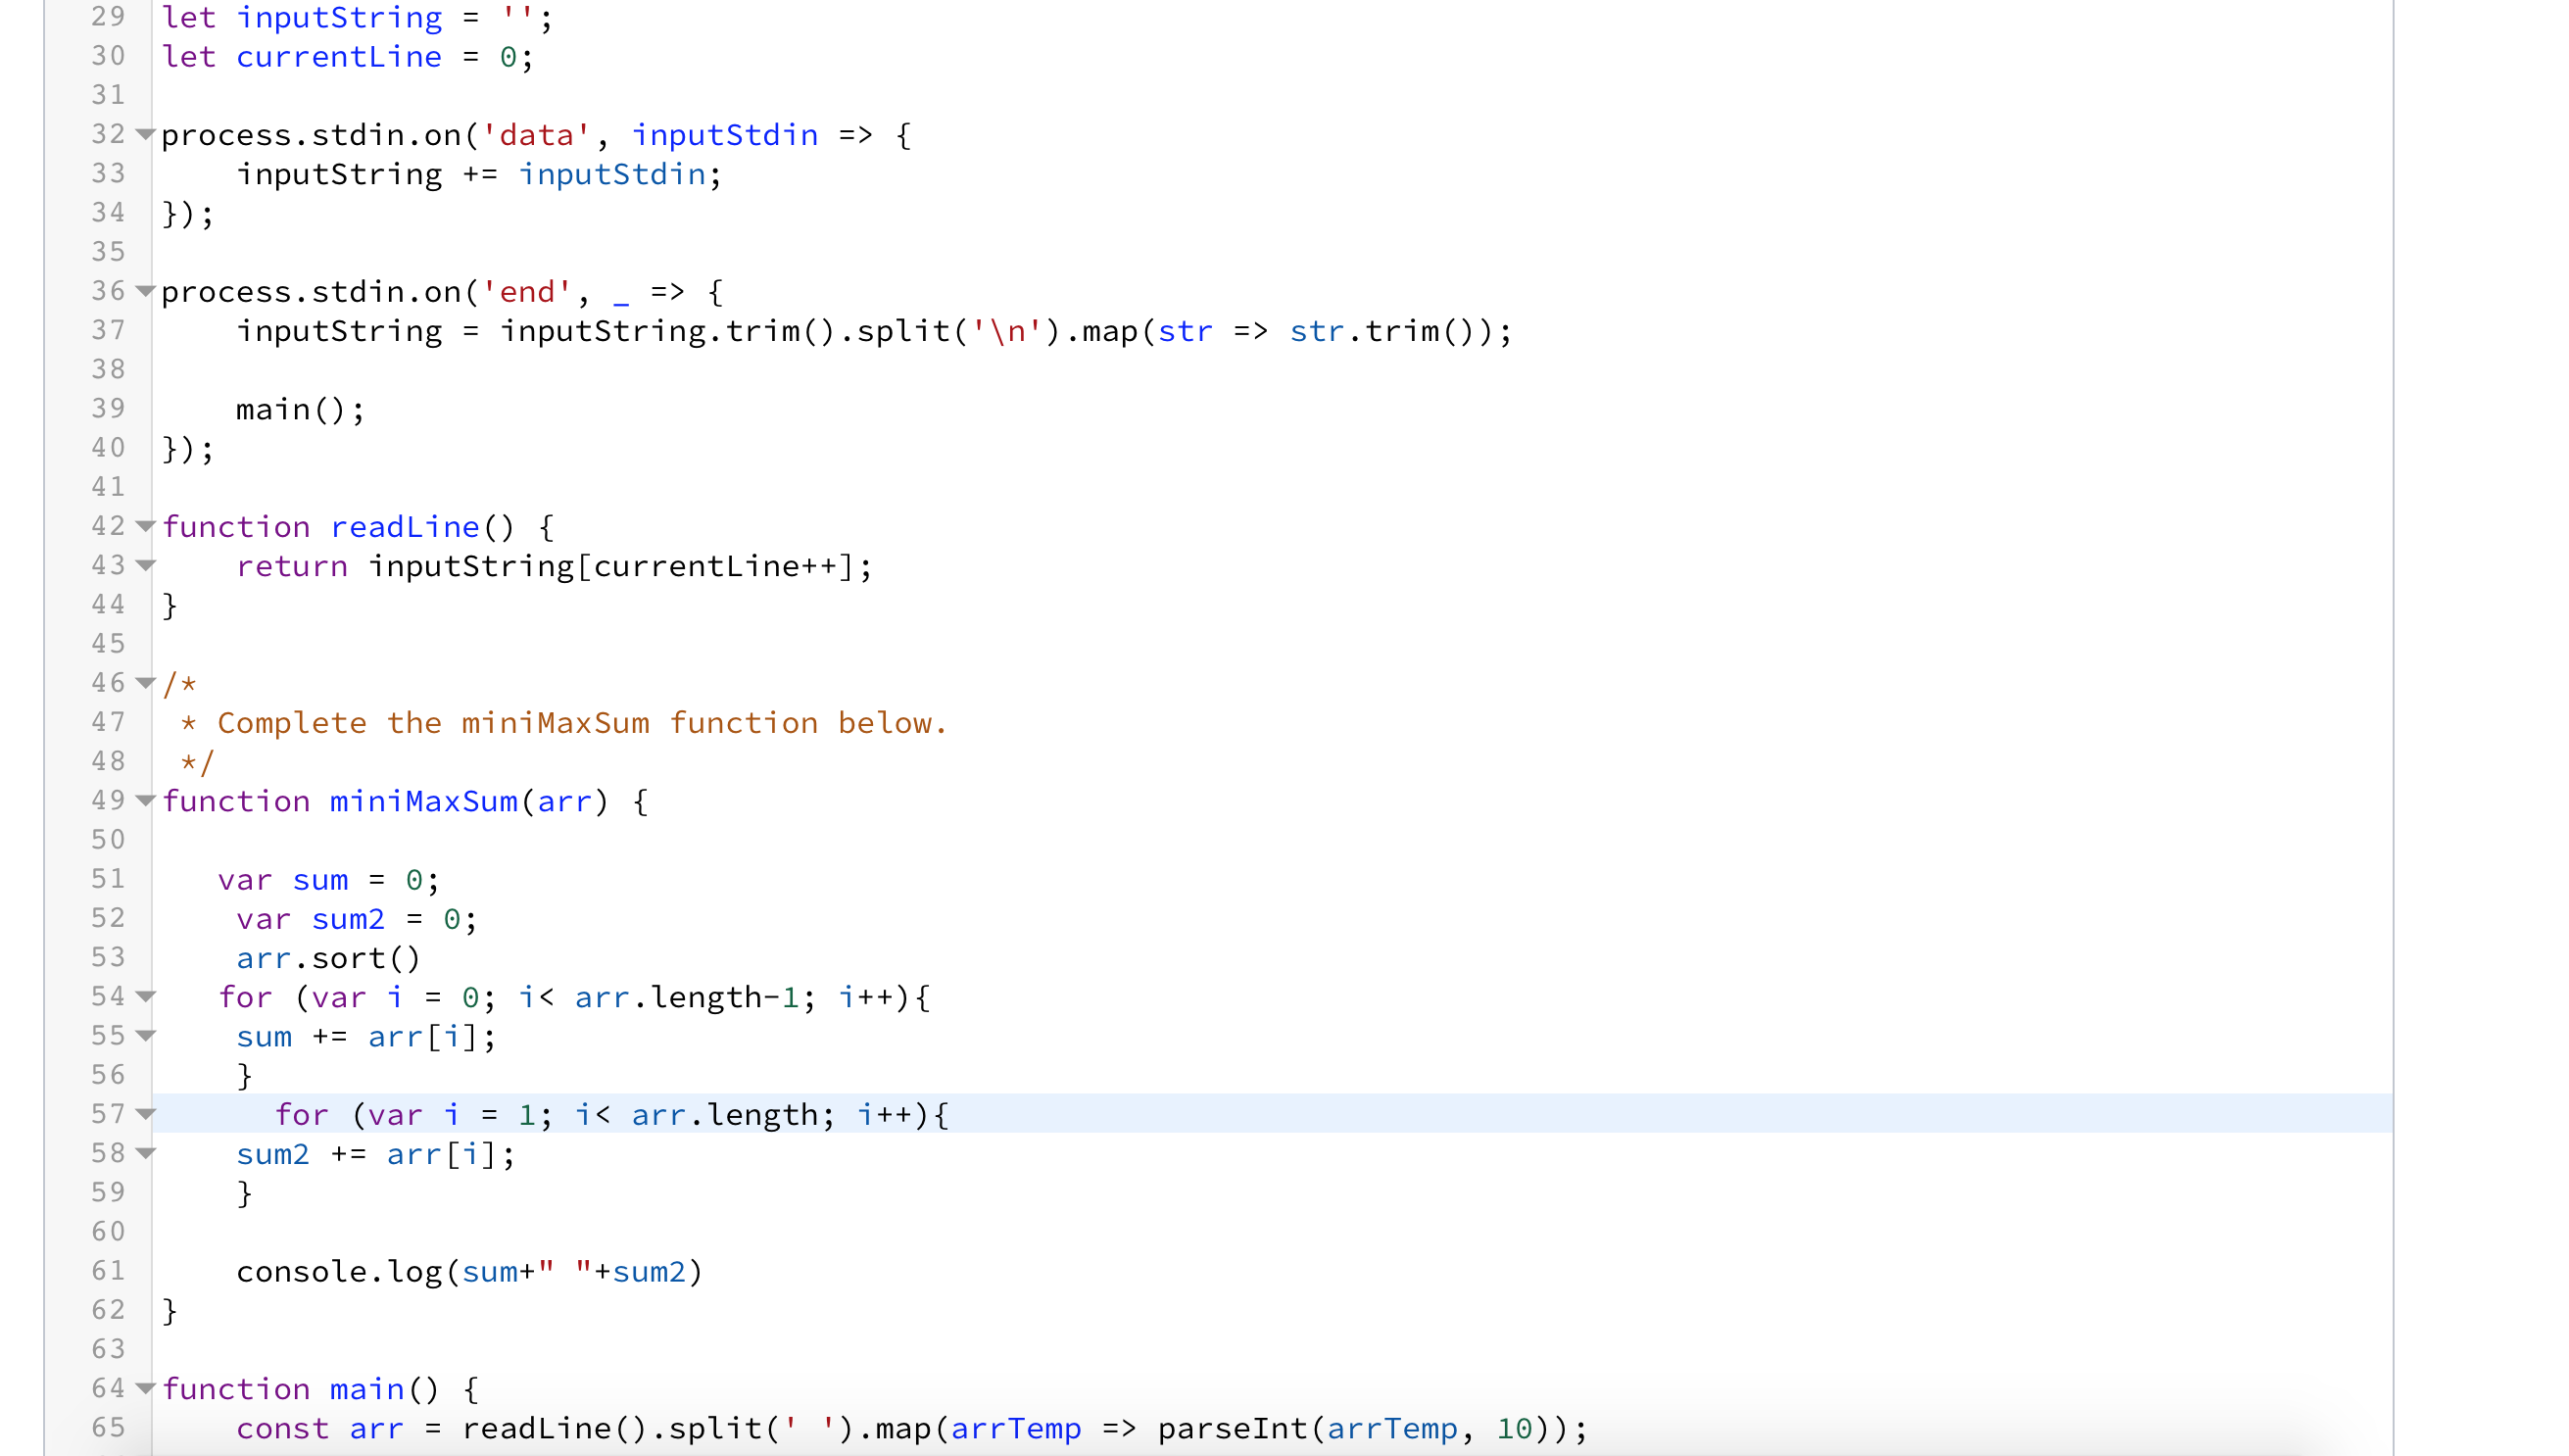 29 let inputString = '';
30 let currentLine = 0;
31
32 process.stdin.on('data', inputStdin => {
33     inputString += inputStdin;
34 });
35
36 process.stdin.on('end', _ => {
37     inputString = inputString.trim().split('\n').map(str => str.trim());
38
39     main();
40 });
41
42 function readLine() {
43     return inputString[currentLine++];
44 }
45
46 /*
47  * Complete the miniMaxSum function below.
48  */
49 function miniMaxSum(arr) {
50
51    var sum = 0;
52     var sum2 = 0;
53     arr.sort()
54    for (var i = 0; i< arr.length-1; i++){
55     sum += arr[i];
56     }
57       for (var i = 1; i< arr.length; i++){
58     sum2 += arr[i];
59     }
60
61     console.log(sum+" "+sum2)
62 }
63
64 function main() {
65     const arr = readLine().split(' ').map(arrTemp => parseInt(arrTemp, 10));